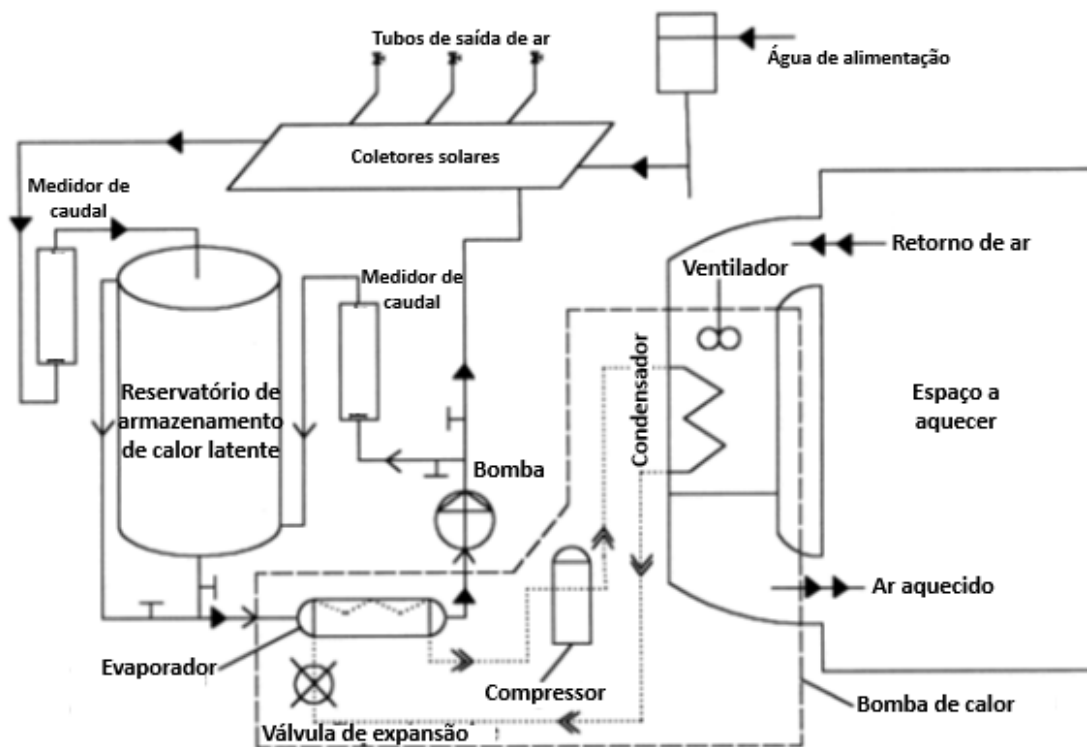 Tubos de saída de ar
Água de alimentação
Coletores solares
Medidor de
caudal
Retorno de ar
Ventilador
Medidor de
caudal
Reservatório de
armazenamento
de calor latente
Condensador
Espaço a
aquecer
Bomba
Ar aquecido
Evaporador
Compressor
Bomba de calor
Válvula de expansão